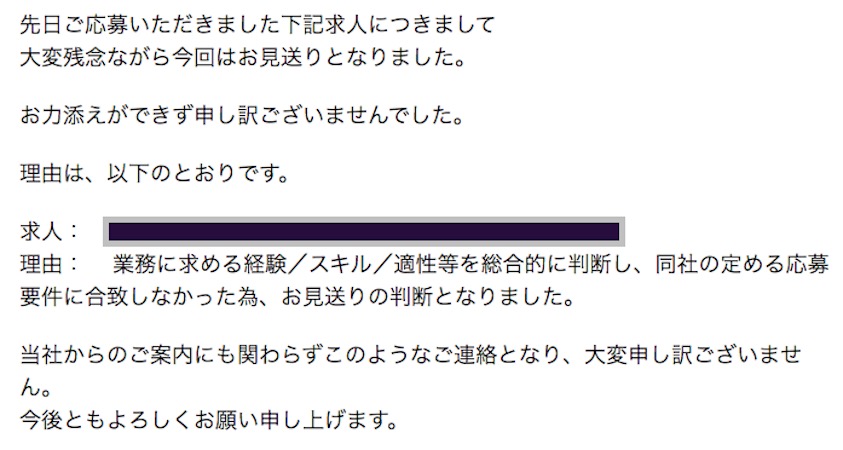 先日ご応募いただきました下記求人につきまして
大変残念ながら今回はお見送りとなりました。
お力添えができず申し訳ございませんでした。
理由は、以下のとおりです。
求人：
理由：　業務に求める経験／スキル／適性等を総合的に判断し、同社の定める応募
要件に合致しなかった為、お見送りの判断となりました。
当社からのご案内にも関わらずこのようなご連絡となり、大変申し訳ございませ
ん。
今後ともよろしくお願い申し上げます。